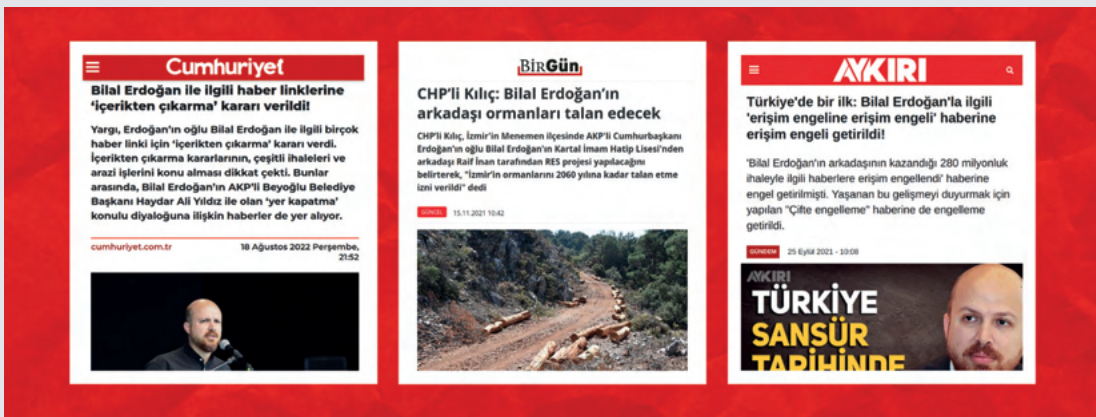 Cumhuriyet
Bilal Erdoğan ile ilgili haber linklerine
‘içerikten çıkarma’ kararı verildi!
Yargı, Erdoğan’ın oğlu Bilal Erdoğan ile ilgili birçok
haber linki için ‘içerikten çıkarma’ kararı verdi.
İçerikten çıkarma kararlarının, çeşitli ihaleleri ve
arazi işlerini konu alması dikkat çekti. Bunlar
arasında, Bilal Erdoğan’ın AKP’li Beyoğlu Belediye
Başkanı Haydar Ali Yıldız ile olan ‘yer kapatma’
konulu diyaloğuna ilişkin haberler de yer alıyor.
cumhuriyet.com.tr
18 Ağustos 2022 Perşembe,
21:52
BİRGün
CHP’li Kılıç: Bilal Erdoğan’ın
arkadaşı ormanları talan edecek
CHP’li Kılıç, İzmir’in Menemen ilçesinde AKP’li Cumhurbaşkanı
Erdoğan’ın oğlu Bilal Erdoğan’ın Kartal İmam Hatip Lisesi’nden
arkadaşı Raif İnan tarafından RES projesi yapılacağını
belirterek, "İzmir’in ormanlarını 2060 yılına kadar talan etme
izni verildi" dedi
GÜNCEL 15.11.2021 10:42
AYKIRI
Türkiye'de bir ilk: Bilal Erdoğan'la ilgili
'erişim engeline erişim engeli' haberine
erişim engeli getirildi!
'Bilal Erdoğan'ın arkadaşının kazandığı 280 milyonluk
ihaleyle ilgili haberlere erişim engellendi' haberine
engel getirilmişti. Yaşanan bu gelişmeyi duyurmak için
yapılan "Çifte engelleme" haberine de engelleme
getirildi.
GÜNDEM 25 Eylül 2021 - 10:08
AYKIRI
TÜRKİYE
SANSÜR
TARİHİNDE